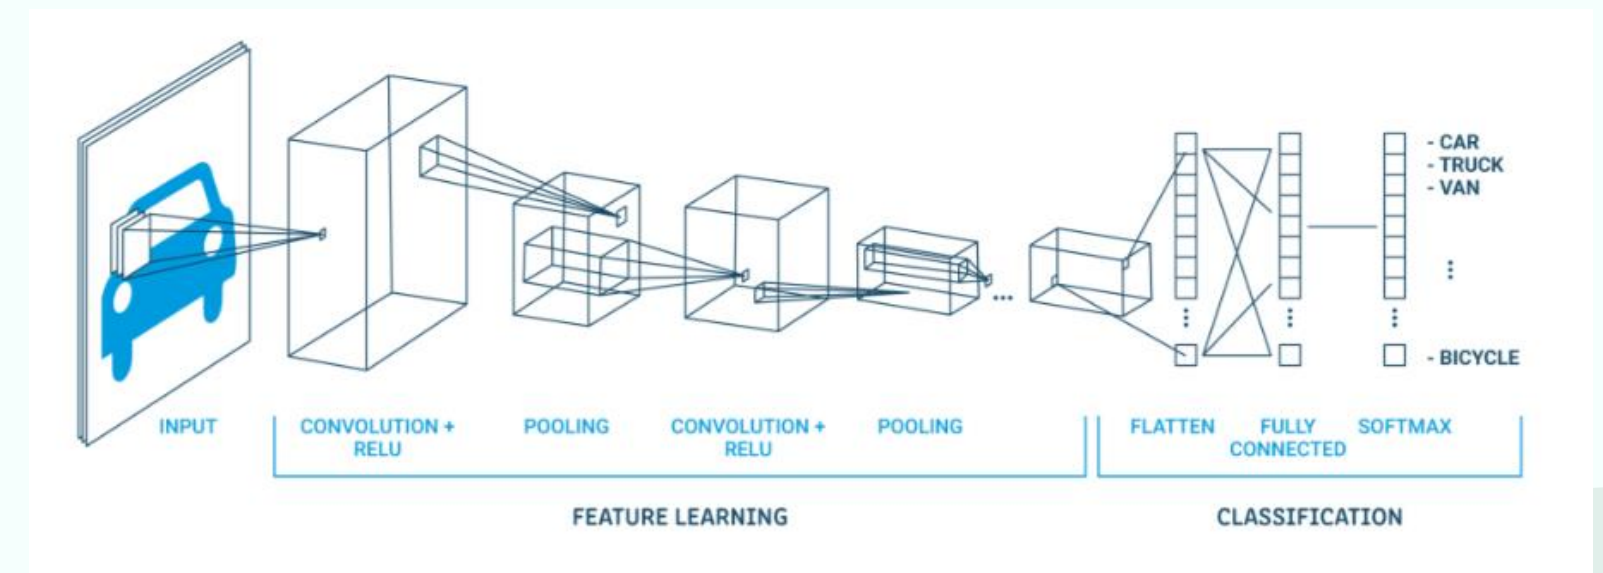 - CAR
- TRUCK
- VAN
- BICYCLE
INPUT
CONVOLUTION +
RELU
POOLING
CONVOLUTION +
RELU
POOLING
FLATTEN
FULLY
CONNECTED
SOFTMAX
FEATURE LEARNING
CLASSIFICATION